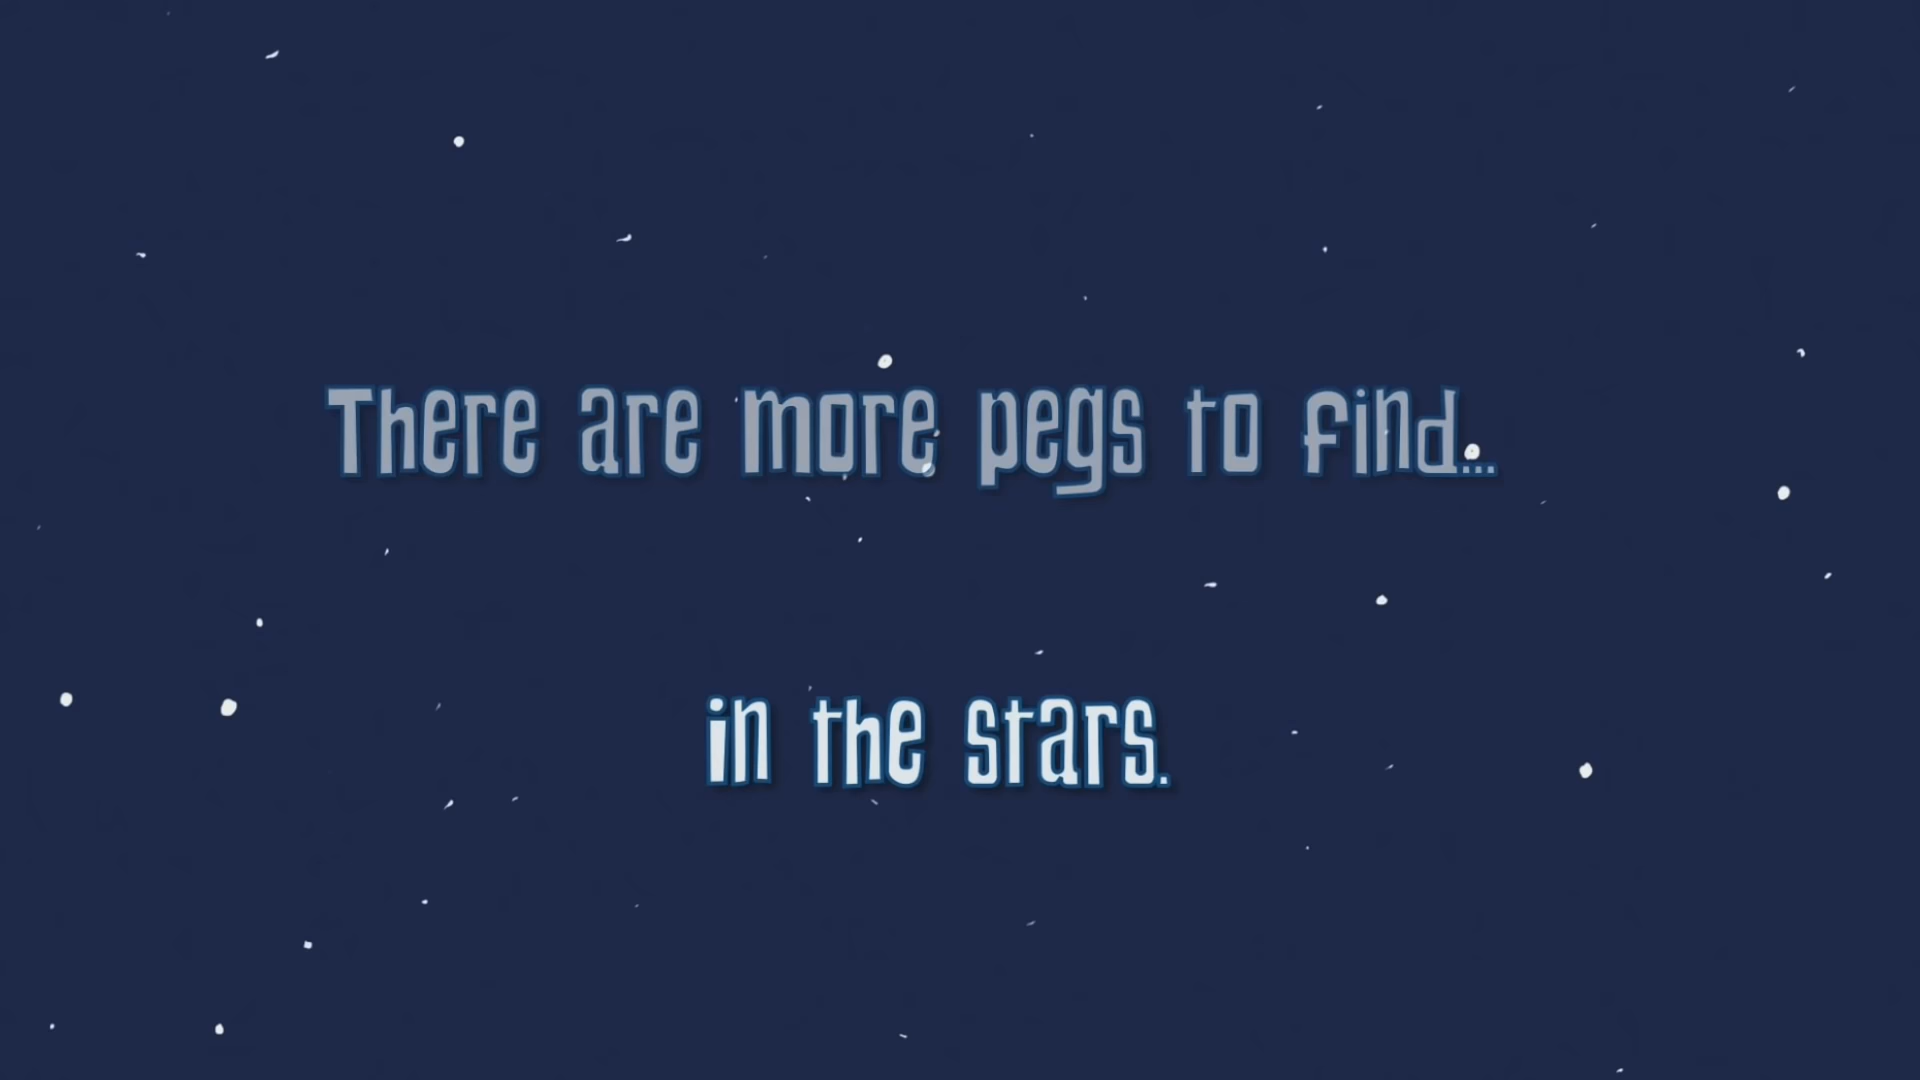 There are more pegs to find...
in the stars.